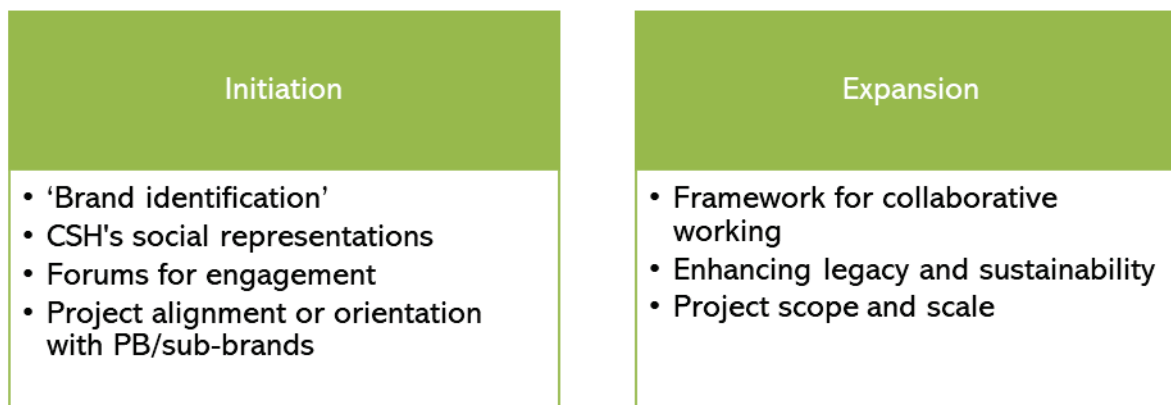 Initiation
• ‘Brand identification’
• CSH's social representations
• Forums for engagement
• Project alignment or orientation
with PB/sub-brands
Expansion
• Framework for collaborative
working
• Enhancing legacy and sustainability
• Project scope and scale